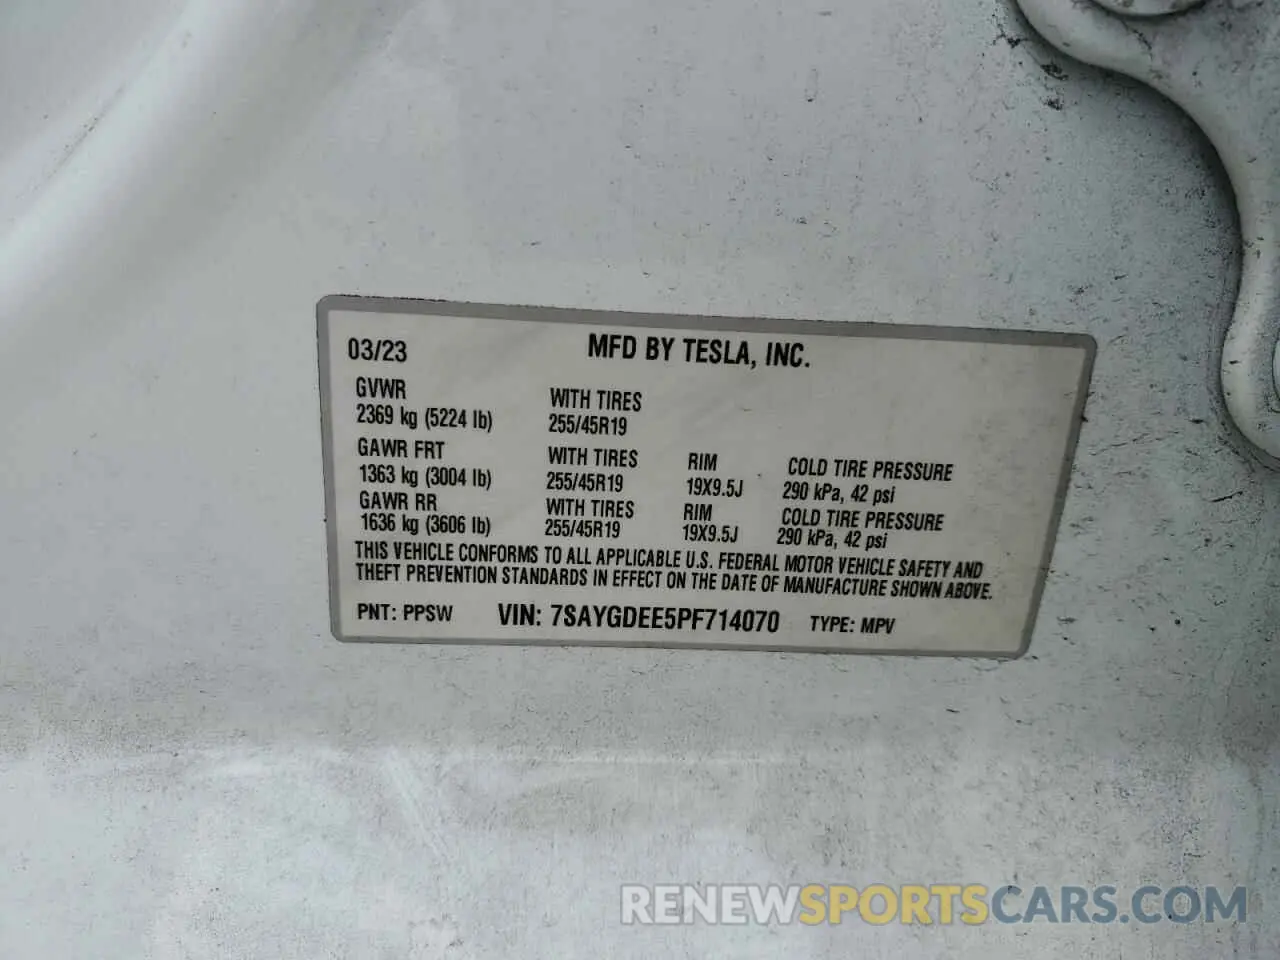 03/23 MFD BY TESLA, INC.
GVWR WITH TIRES
2369 kg (5224 lb) 255/45R19
GAWR FRT WITH TIRES RIM COLD TIRE PRESSURE
1363 kg (3004 lb) 255/45R19 19X9.5J 290 kPa, 42 psi
GAWR RR WITH TIRES RIM COLD TIRE PRESSURE
1636 kg (3606 lb) 255/45R19 19X9.5J 290 kPa, 42 psi
THIS VEHICLE CONFORMS TO ALL APPLICABLE U.S. FEDERAL MOTOR VEHICLE SAFETY AND
THEFT PREVENTION STANDARDS IN EFFECT ON THE DATE OF MANUFACTURE SHOWN ABOVE.
PNT: PPSW VIN: 7SAYGDEE5PF714070 TYPE: MPV
RENEWSPORTSCARS.COM